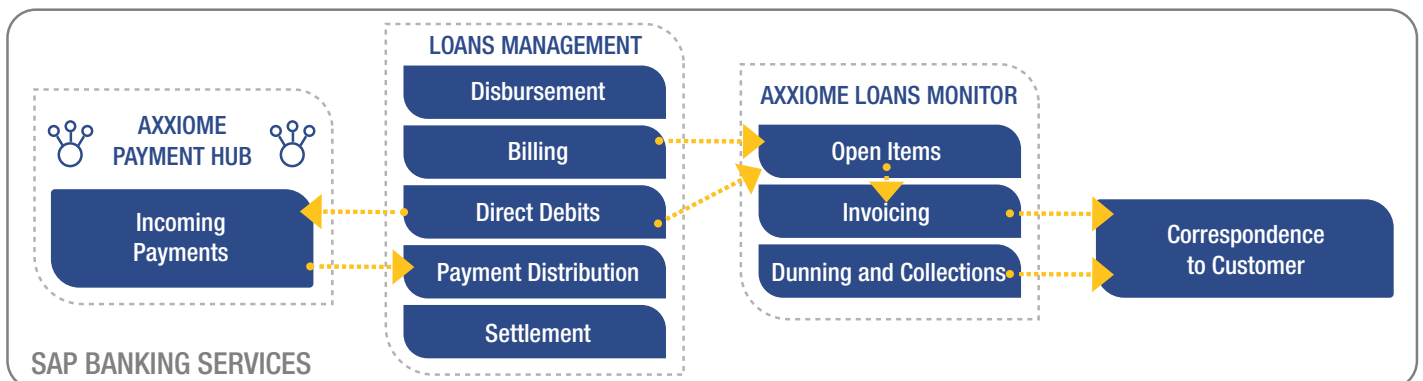 AXXIOME
PAYMENT HUB
Incoming
Payments
LOANS MANAGEMENT
Disbursement
Billing
Direct Debits
Payment Distribution
Settlement
AXXIOME LOANS MONITOR
Open Items
Invoicing
Dunning and Collections
Correspondence
to Customer
SAP BANKING SERVICES